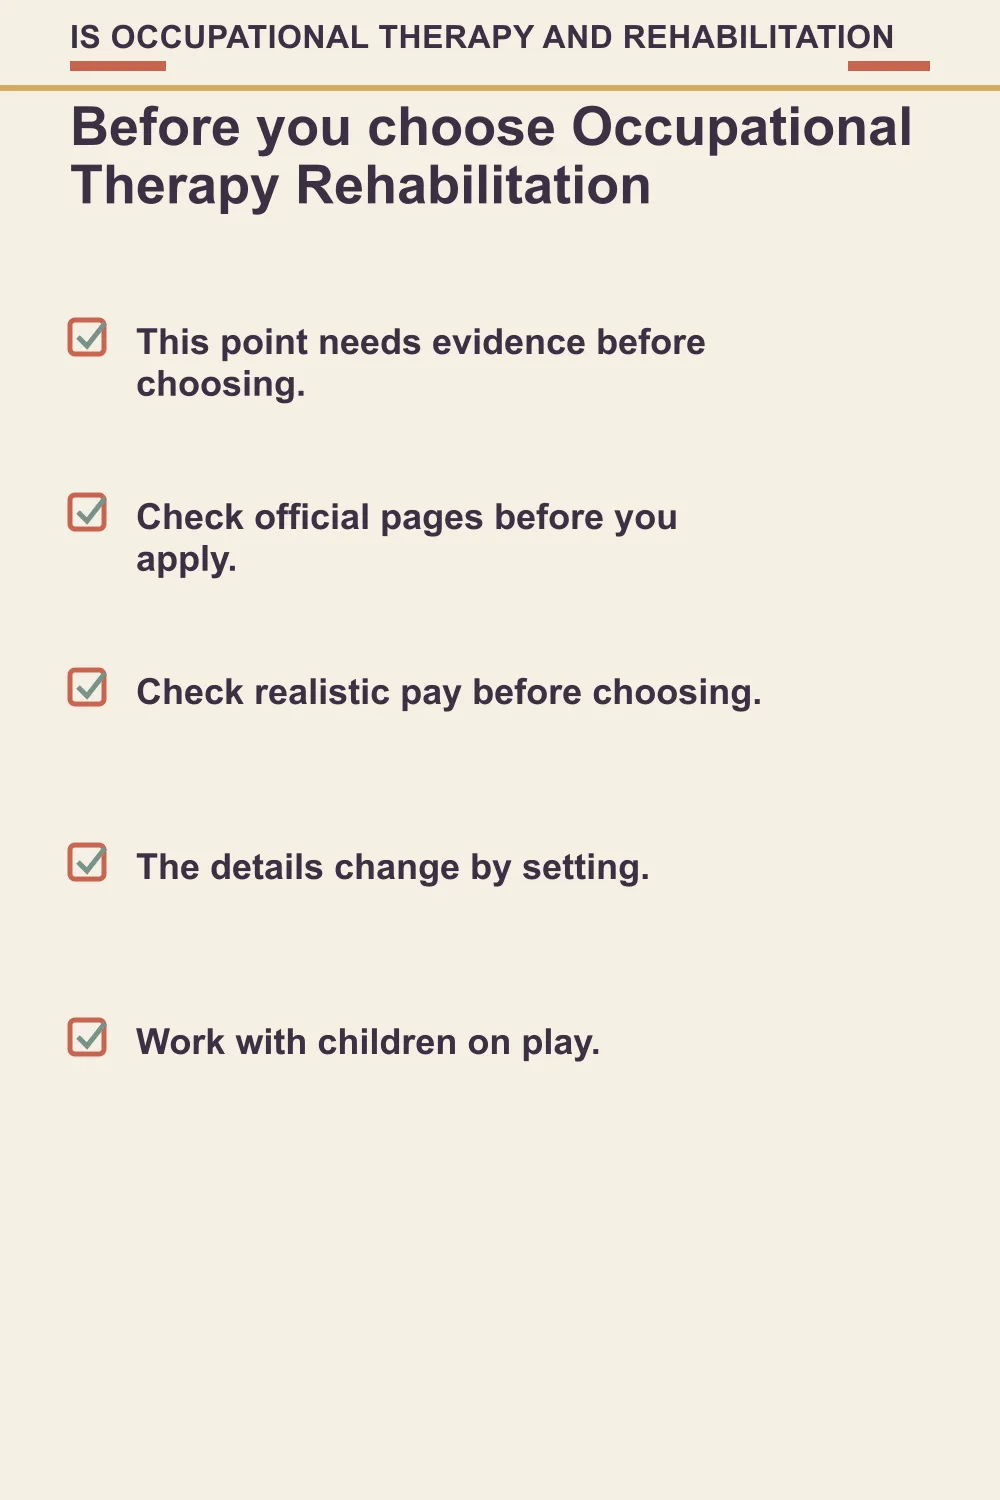 IS OCCUPATIONAL THERAPY AND REHABILITATION
Before you choose Occupational
Therapy Rehabilitation
This point needs evidence before
choosing.
Check official pages before you
apply.
Check realistic pay before choosing.
The details change by setting.
Work with children on play.